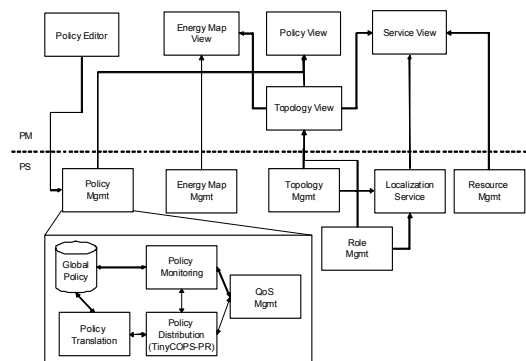 Policy Editor
Energy Map
View
Policy View
Service View
Topology View
PM
PS
Policy
Mgmt
Energy Map
Mgmt
Topology
Mgmt
Localization
Service
Resource
Mgmt
Role
Mgmt
Global
Policy
Policy
Monitoring
QoS
Mgmt
Policy
Translation
Policy
Distribution
(TinyCOPS-PR)